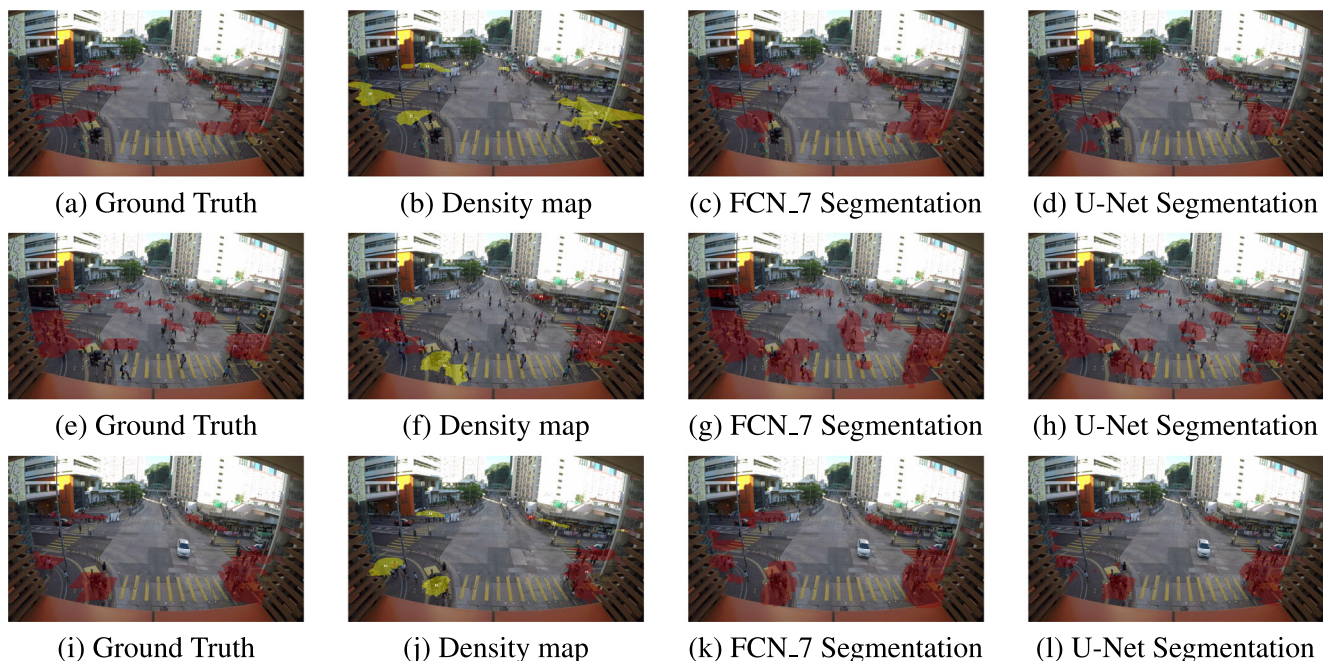 (a) Ground Truth
(b) Density map
(c) FCN_7 Segmentation
(d) U-Net Segmentation
(e) Ground Truth
(f) Density map
(g) FCN_7 Segmentation
(h) U-Net Segmentation
(i) Ground Truth
(j) Density map
(k) FCN_7 Segmentation
(l) U-Net Segmentation